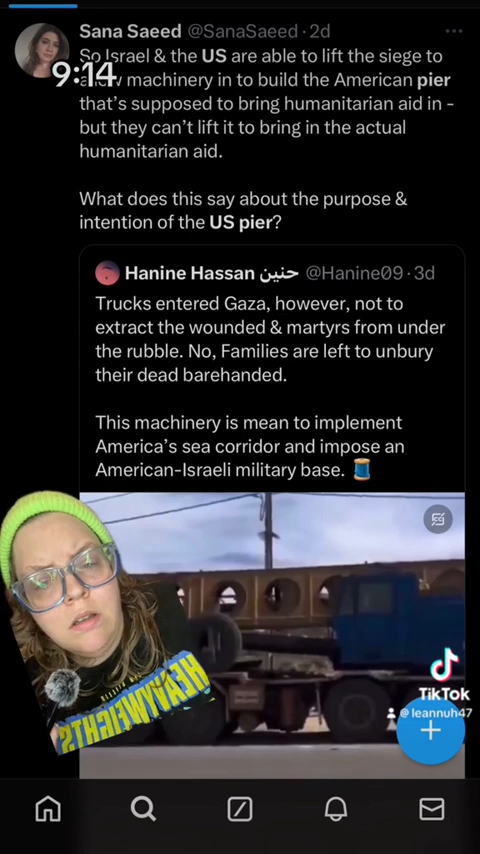 Sana Saeed @SanaSaeed · 2d
So Israel & the US are able to lift the siege to
9:14
machinery in to build the American pier
that's supposed to bring humanitarian aid in -
but they can't lift it to bring in the actual
humanitarian aid.
What does this say about the purpose &
intention of the US pier?
Hanine Hassan حنين @Hanine09 · 3d
Trucks entered Gaza, however, not to
extract the wounded & martyrs from under
the rubble. No, Families are left to unbury
their dead barehanded.
This machinery is mean to implement
America's sea corridor and impose an
American-Israeli military base. 🧵
HEAVYWEIGHTS
TikTok
@leannuh47